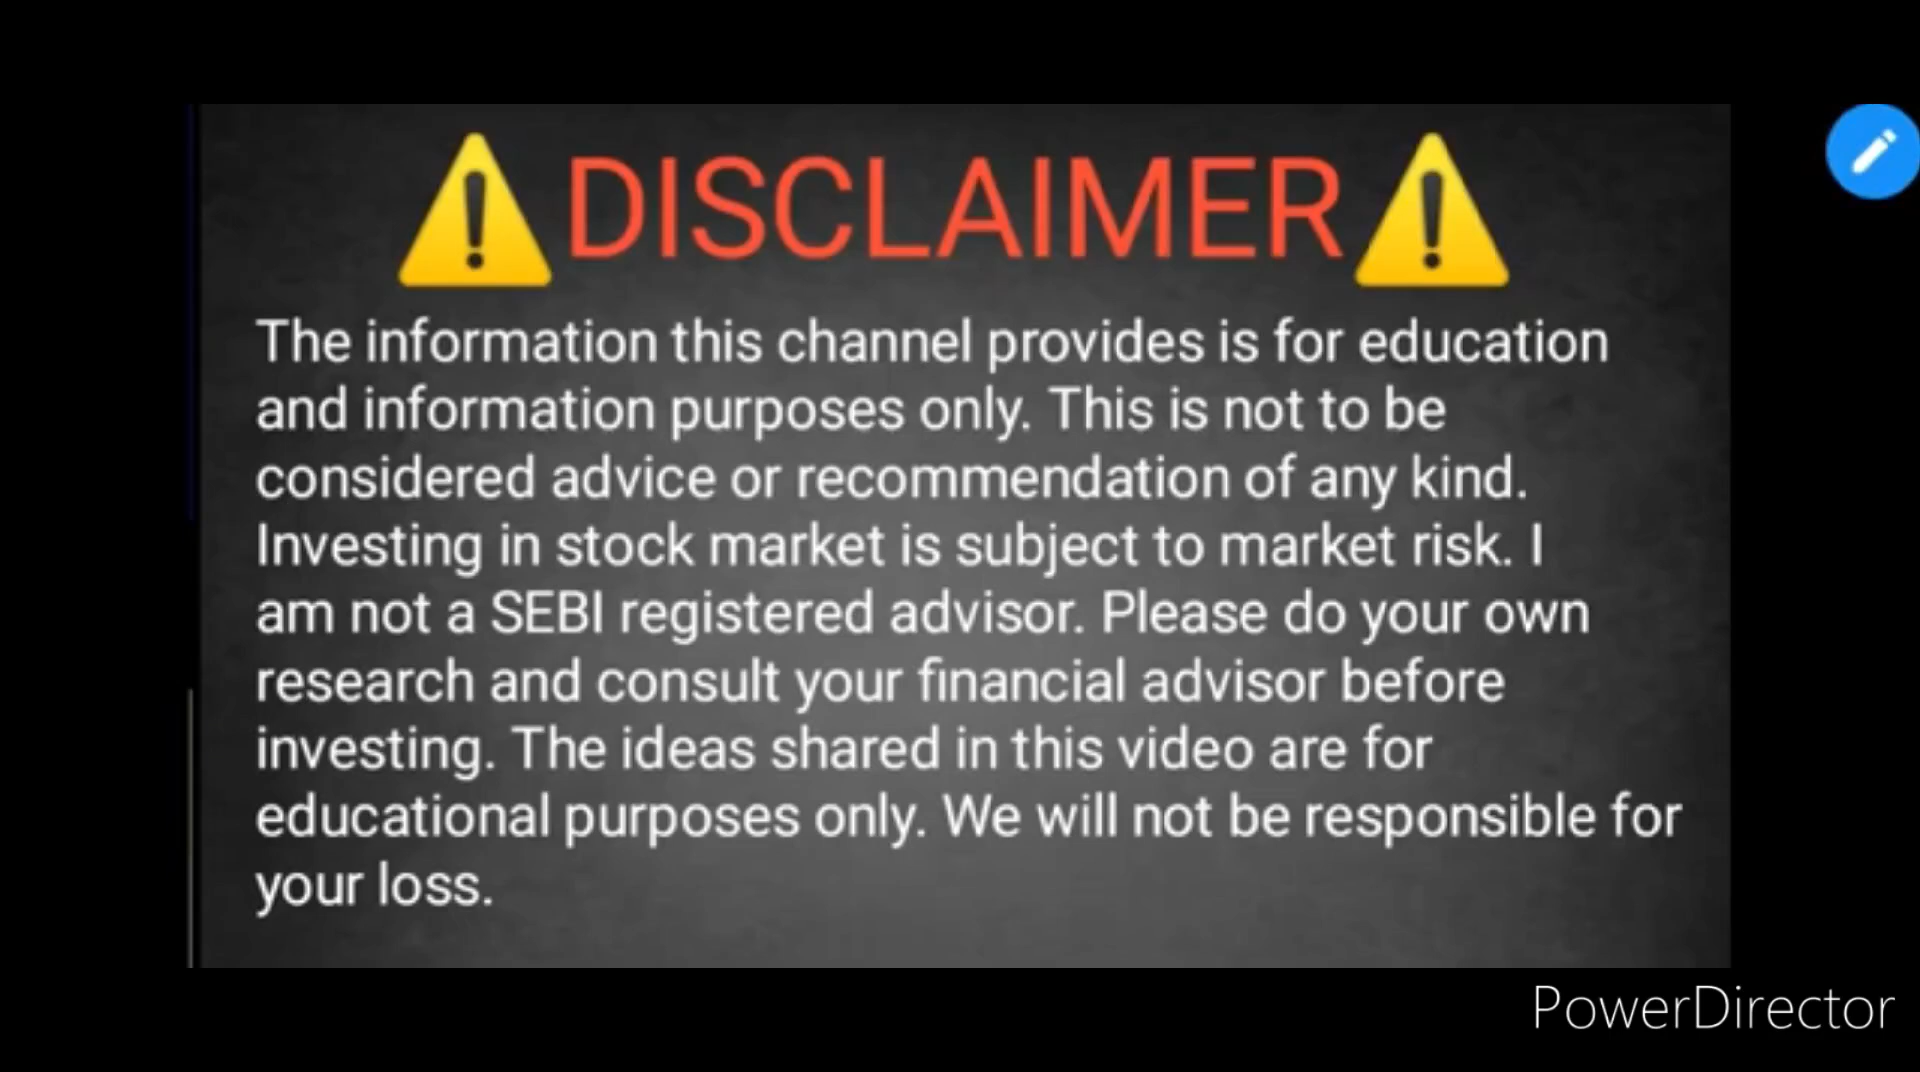 ⚠DISCLAIMER⚠
The information this channel provides is for education
and information purposes only. This is not to be
considered advice or recommendation of any kind.
Investing in stock market is subject to market risk. I
am not a SEBI registered advisor. Please do your own
research and consult your financial advisor before
investing. The ideas shared in this video are for
educational purposes only. We will not be responsible for
your loss.
PowerDirector